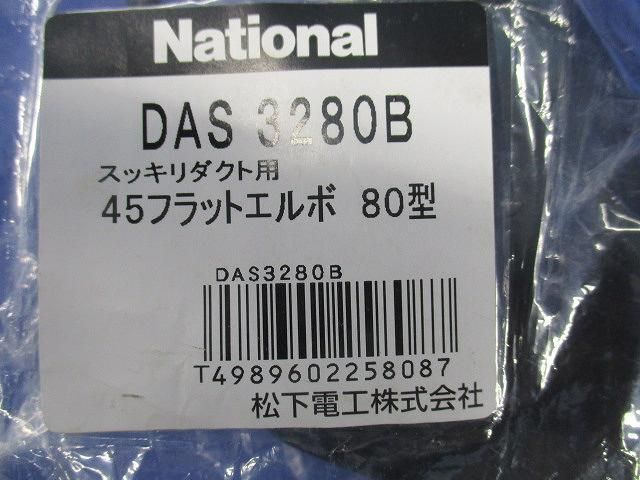 National
DAS 3280B
スッキリダクト用
45フラットエルボ 80型
DAS3280B
T4989602258087
松下電工株式会社